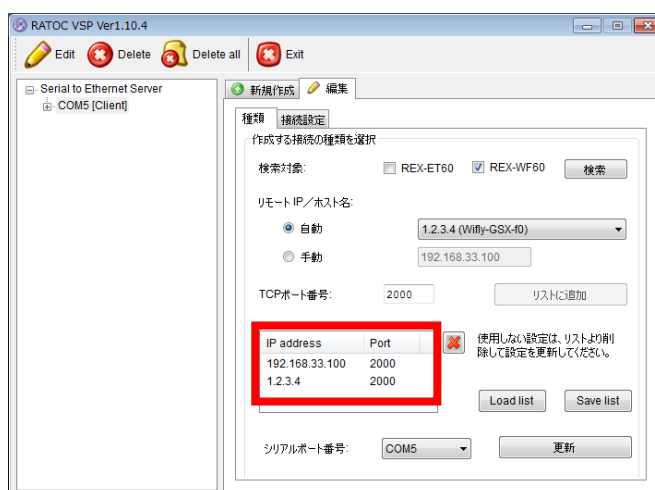 RATOC VSP Ver1.10.4
Edit Delete Delete all Exit
Serial to Ethernet Server
COM5 [Client]
新規作成 編集
種類 接続設定
作成する接続の種類を選択
検索対象: REX-ET60 REX-WF60 検索
リモート IP／ホスト名:
自動 1.2.3.4 (Wifly-GSX-f0)
手動 192.168.33.100
TCPポート番号: 2000 リストに追加
IP address Port
192.168.33.100 2000
1.2.3.4 2000
使用しない設定は、リストより削
除して設定を更新してください。
Load list Save list
シリアルポート番号: COM5 更新